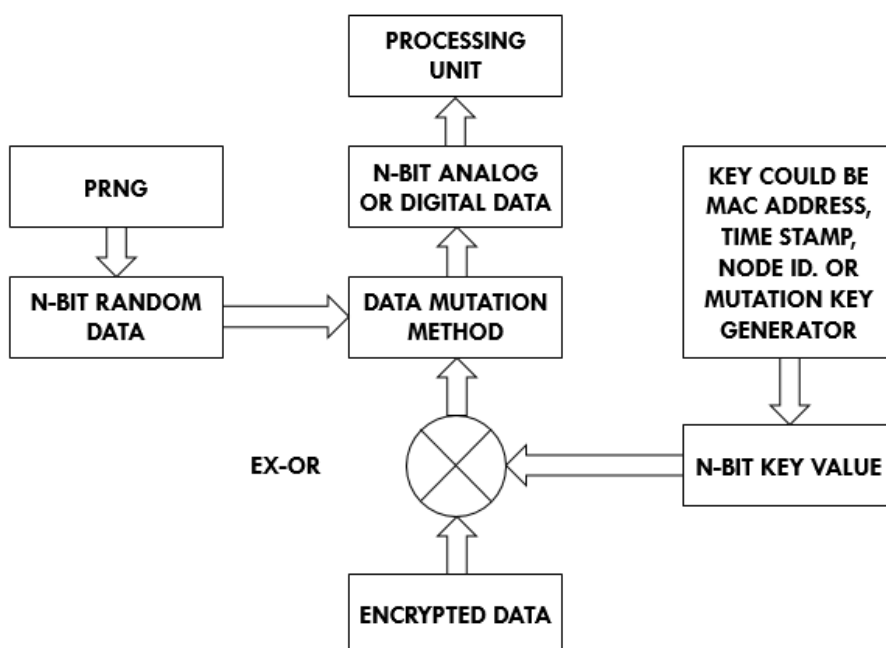 PROCESSING
UNIT
PRNG
N-BIT ANALOG
OR DIGITAL DATA
KEY COULD BE
MAC ADDRESS,
TIME STAMP,
NODE ID. OR
MUTATION KEY
GENERATOR
N-BIT RANDOM
DATA
DATA MUTATION
METHOD
EX-OR
N-BIT KEY VALUE
ENCRYPTED DATA